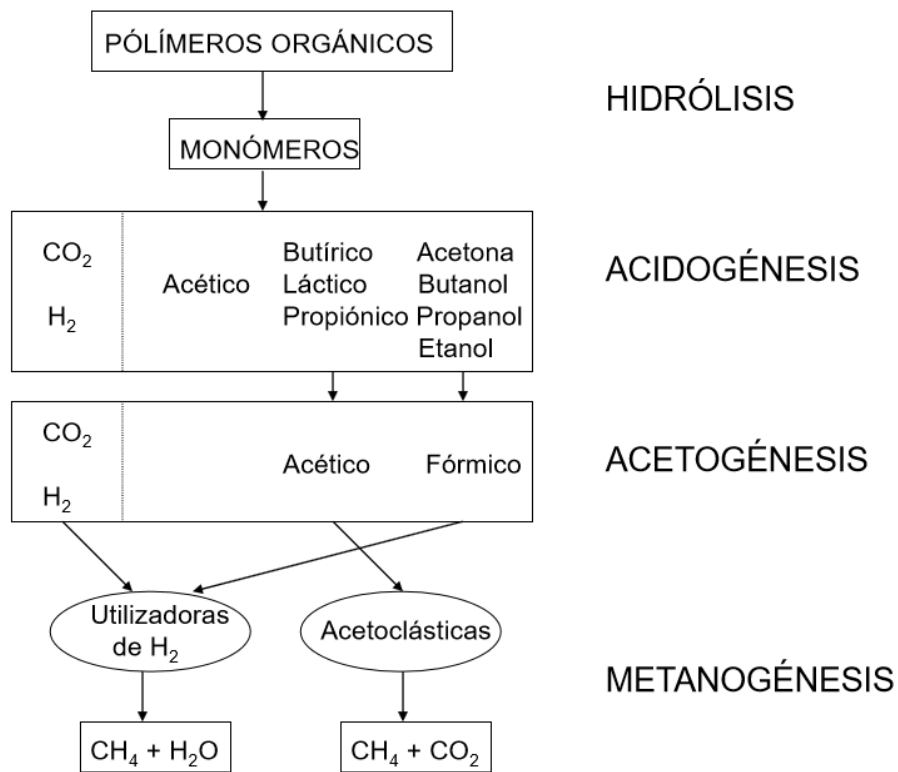 PÓLÍMEROS ORGÁNICOS
HIDRÓLISIS
MONÓMEROS
CO₂ Butírico Acetona
Acético Láctico Butanol
ACIDOGÉNESIS
H₂ Propiónico Propanol
Etanol
CO₂
Acético Fórmico
ACETOGÉNESIS
H₂
Utilizadoras
de H₂
Acetoclásticas
METANOGÉNESIS
CH₄ + H₂O
CH₄ + CO₂